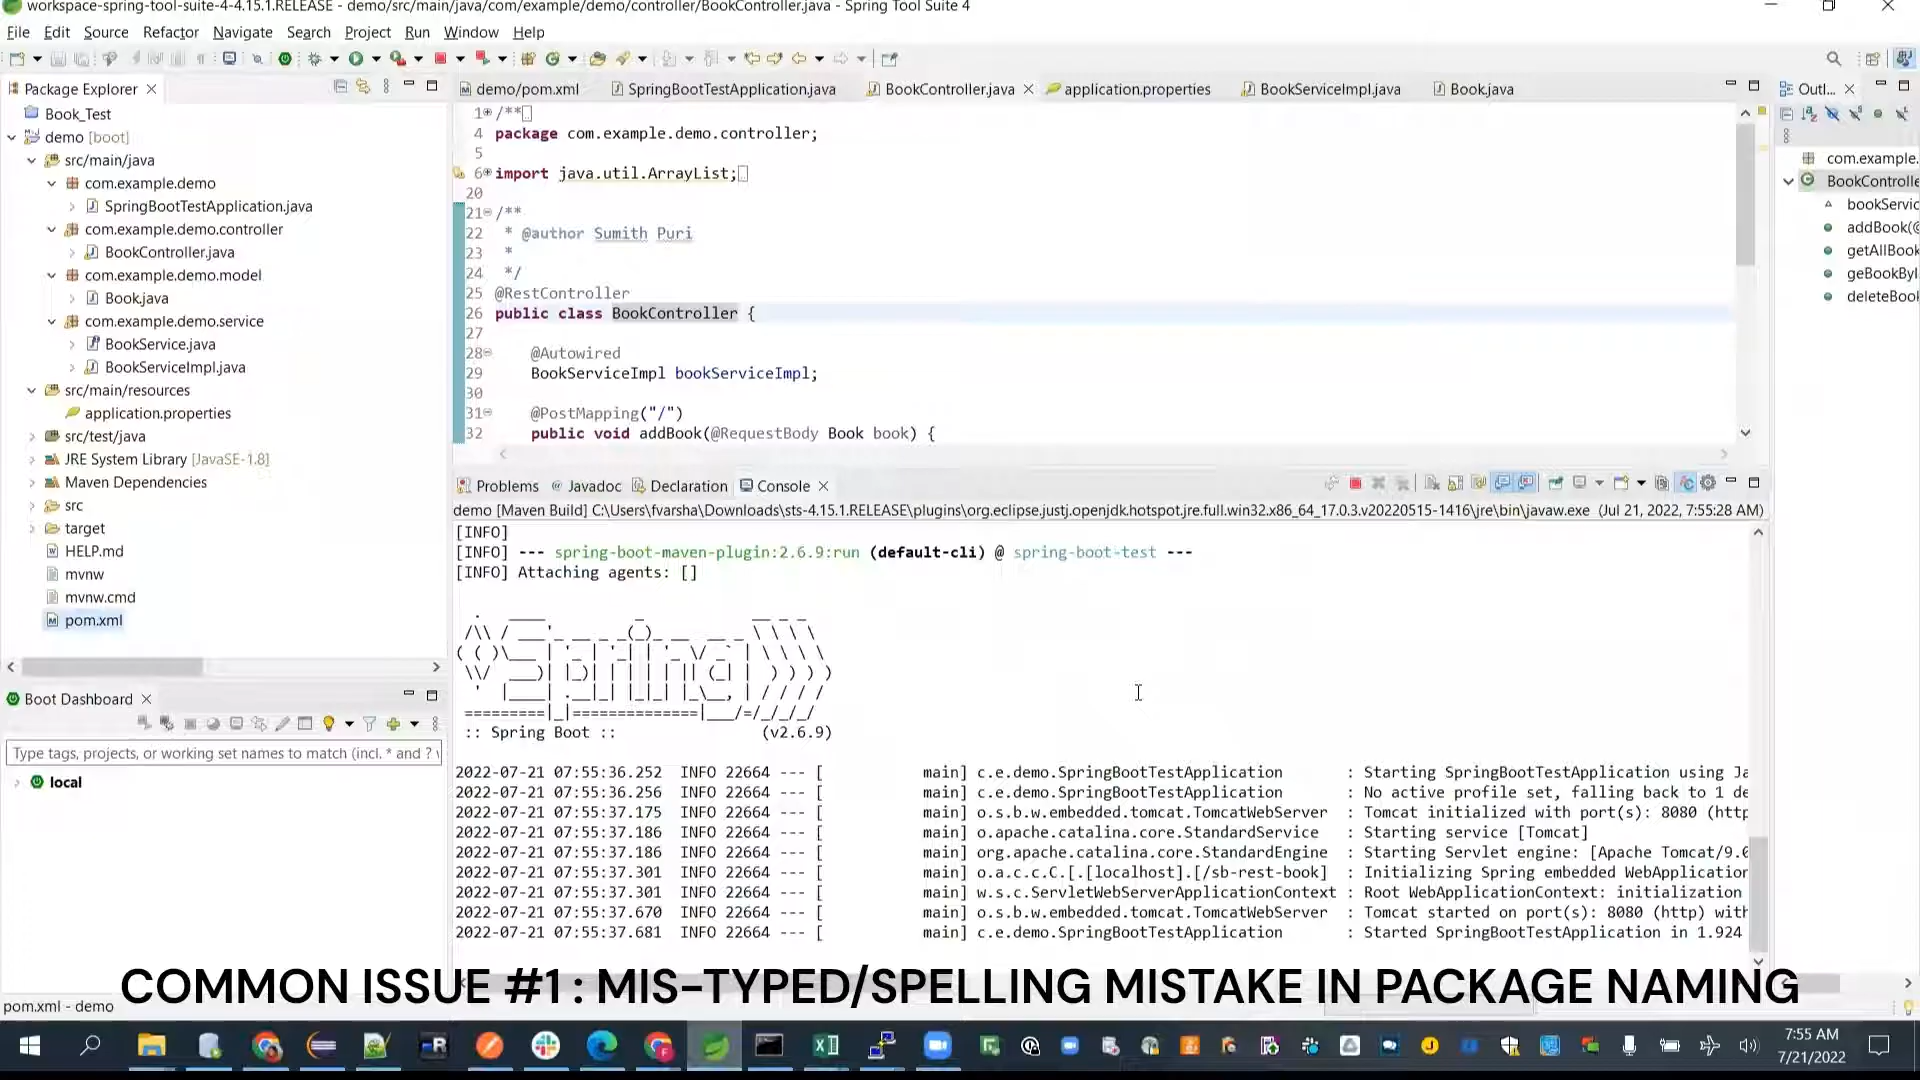 workspace-spring-tool-suite-4-4.15.1.RELEASE - demo/src/main/java/com/example/demo/controller/BookController.java - Spring Tool Suite 4
File Edit Source Refactor Navigate Search Project Run Window Help
Package Explorer
Book_Test
demo [boot]
src/main/java
com.example.demo
SpringBootTestApplication.java
com.example.demo.controller
BookController.java
com.example.demo.model
Book.java
com.example.demo.service
BookService.java
BookServiceImpl.java
src/main/resources
application.properties
src/test/java
JRE System Library [JavaSE-1.8]
Maven Dependencies
src
target
HELP.md
mvnw
mvnw.cmd
pom.xml
Boot Dashboard
Type tags, projects, or working set names to match (incl. * and ?
local
demo/pom.xml SpringBootTestApplication.java BookController.java application.properties BookServiceImpl.java Book.java
1 /**
4 package com.example.demo.controller;
5
6 import java.util.ArrayList;
20
21 /**
22 * @author Sumith Puri
23 *
24 */
25 @RestController
26 public class BookController {
27
28 @Autowired
29 BookServiceImpl bookServiceImpl;
30
31 @PostMapping("/")
32 public void addBook(@RequestBody Book book) {
Outl...
com.example.
BookControlle
bookServic
addBook(@
getAllBook
geBookByI
deleteBook
Problems Javadoc Declaration Console
demo [Maven Build] C:\Users\fvarsha\Downloads\sts-4.15.1.RELEASE\plugins\org.eclipse.justj.openjdk.hotspot.jre.full.win32.x86_64_17.0.3.v20220515-1416\jre\bin\javaw.exe (Jul 21, 2022, 7:55:28 AM)
[INFO]
[INFO] --- spring-boot-maven-plugin:2.6.9:run (default-cli) @ spring-boot-test ---
[INFO] Attaching agents: []
Spring
:: Spring Boot :: (v2.6.9)
2022-07-21 07:55:36.252 INFO 22664 --- [ main] c.e.demo.SpringBootTestApplication : Starting SpringBootTestApplication using Ja
2022-07-21 07:55:36.256 INFO 22664 --- [ main] c.e.demo.SpringBootTestApplication : No active profile set, falling back to 1 de
2022-07-21 07:55:37.175 INFO 22664 --- [ main] o.s.b.w.embedded.tomcat.TomcatWebServer : Tomcat initialized with port(s): 8080 (http
2022-07-21 07:55:37.186 INFO 22664 --- [ main] o.apache.catalina.core.StandardService : Starting service [Tomcat]
2022-07-21 07:55:37.186 INFO 22664 --- [ main] org.apache.catalina.core.StandardEngine : Starting Servlet engine: [Apache Tomcat/9.0
2022-07-21 07:55:37.301 INFO 22664 --- [ main] o.a.c.c.C.[.[localhost].[/sb-rest-book] : Initializing Spring embedded WebApplication
2022-07-21 07:55:37.301 INFO 22664 --- [ main] w.s.c.ServletWebServerApplicationContext : Root WebApplicationContext: initialization
2022-07-21 07:55:37.670 INFO 22664 --- [ main] o.s.b.w.embedded.tomcat.TomcatWebServer : Tomcat started on port(s): 8080 (http) with
2022-07-21 07:55:37.681 INFO 22664 --- [ main] c.e.demo.SpringBootTestApplication : Started SpringBootTestApplication in 1.924
COMMON ISSUE #1 : MIS-TYPED/SPELLING MISTAKE IN PACKAGE NAMING
pom.xml - demo
7:55 AM
7/21/2022